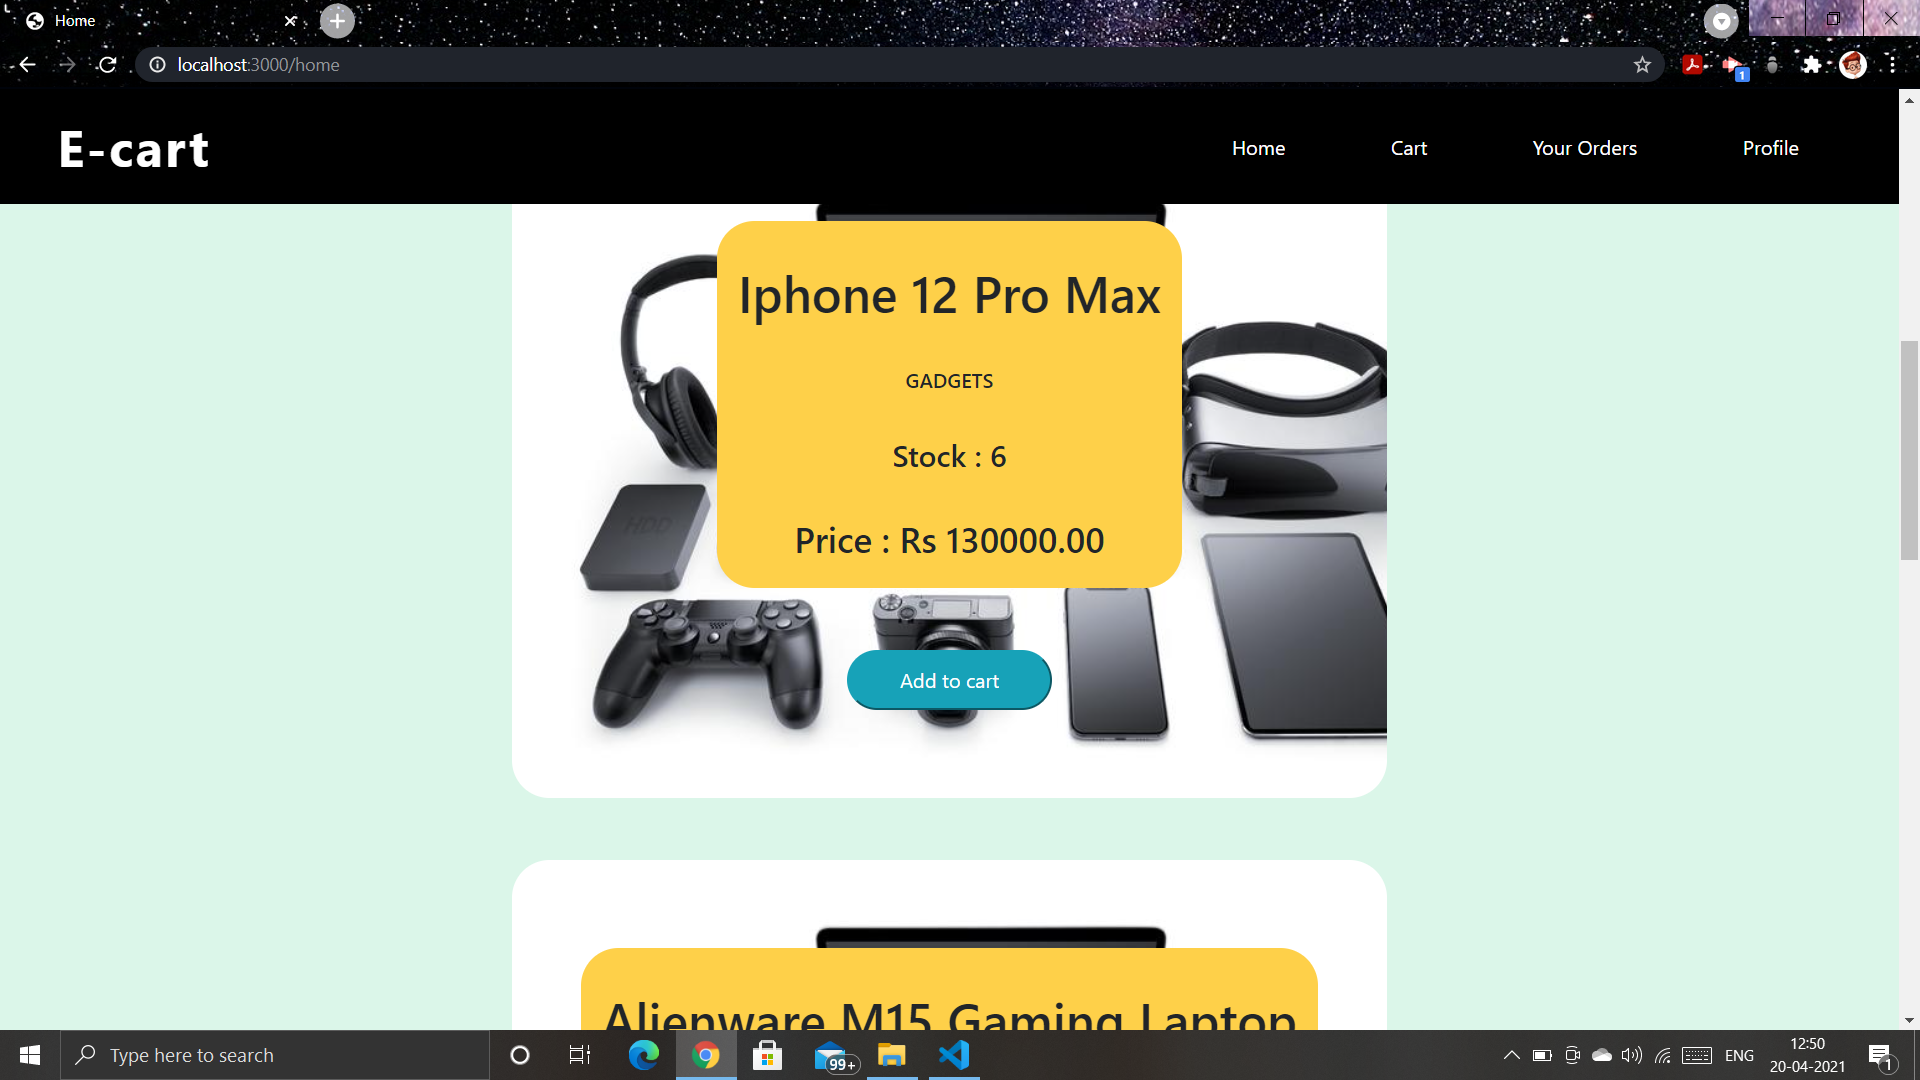 Home
localhost:3000/home
1
E-cart
Home Cart Your Orders Profile
Iphone 12 Pro Max
GADGETS
Stock : 6
HDD
Price : Rs 130000.00
Add to cart
Alienware M15 Gaming Laptop
Type here to search
99+
ENG
12:50
20-04-2021
1